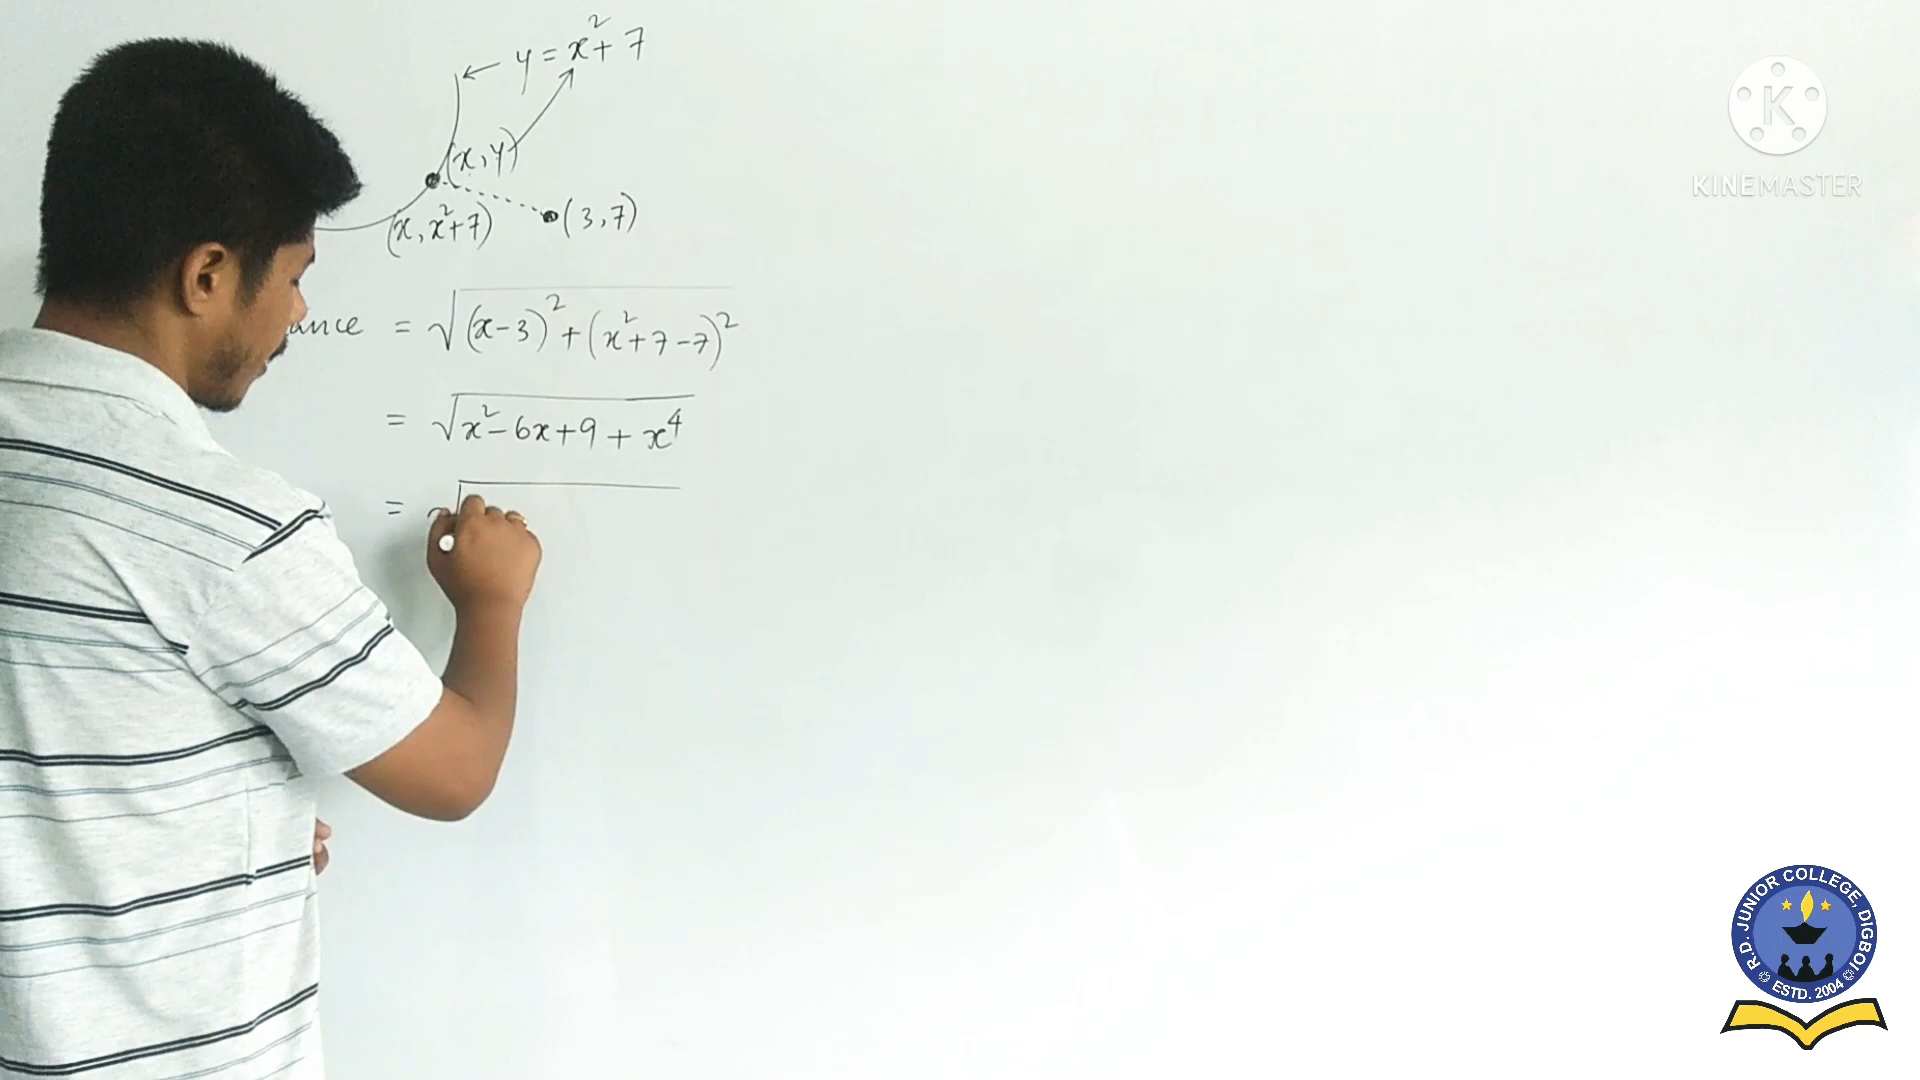 y = x² + 7
(x, y)
(x, x² + 7)
(3, 7)
ance = √((x-3)² + (x² + 7 - 7)²)
= √(x² - 6x + 9 + x⁴)
= √
K
KINEMASTER
R.D. JUNIOR COLLEGE, DIGBOI
ESTD. 2004